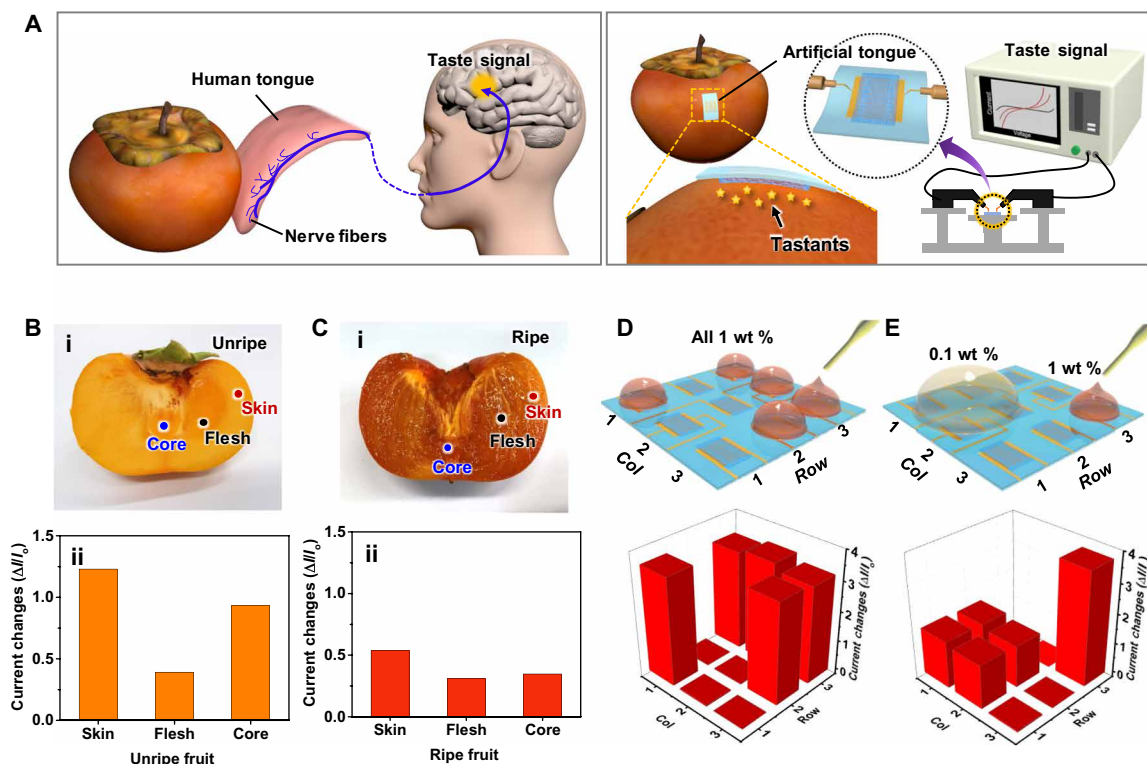 A
Human tongue
Nerve fibers
Taste signal
Artificial tongue
Tastants
Taste signal
Current
Voltage
B
i
Unripe
Skin
Flesh
Core
ii
Current changes (ΔI/I₀)
1.5
1.0
0.5
0.0
Skin Flesh Core
Unripe fruit
C
i
Ripe
Skin
Flesh
Core
ii
Current changes (ΔI/I₀)
1.5
1.0
0.5
0.0
Skin Flesh Core
Ripe fruit
D
All 1 wt %
1
2
3
Col
1
2
3
Row
4
3
2
1
0
Current changes (ΔI/I₀)
1
2
3
Col
1
2
3
Row
E
0.1 wt %
1 wt %
1
2
3
Col
1
2
3
Row
4
3
2
1
0
Current changes (ΔI/I₀)
1
2
3
Col
1
2
3
Row